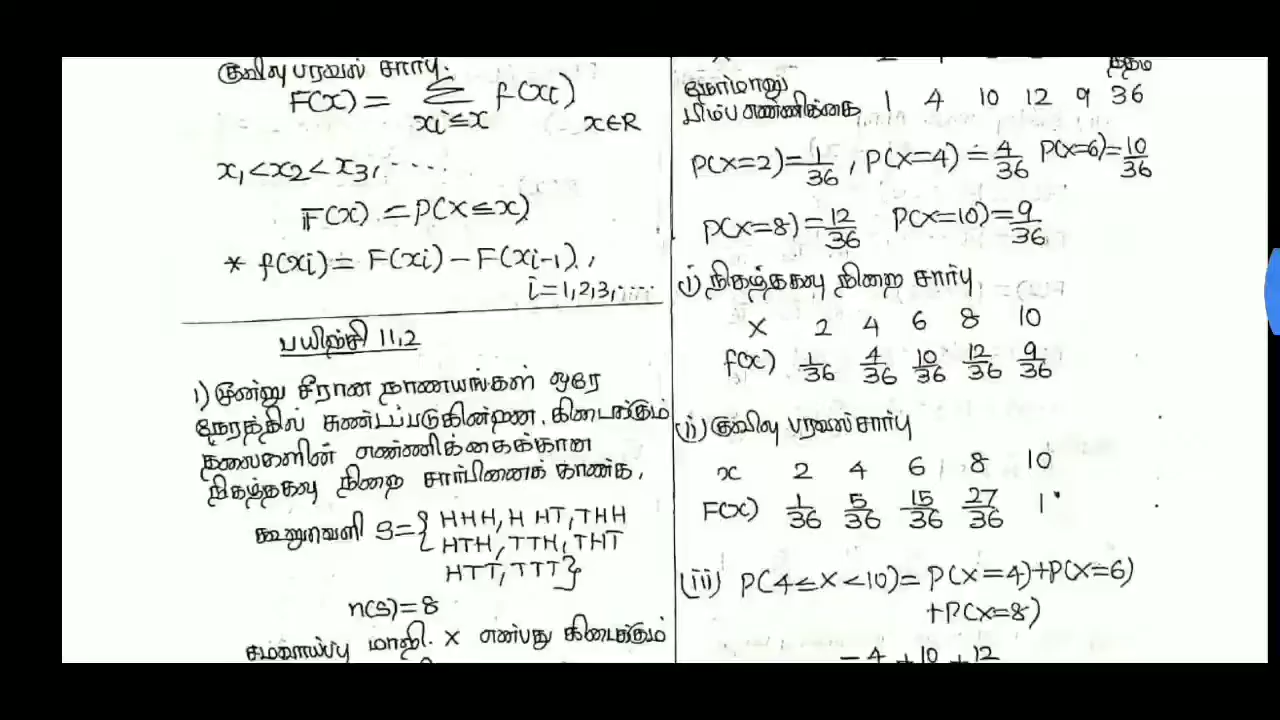 குவிவு பரவல் சார்பு.
F(x) = Σ f(xi)
xi≤x x∈R
x₁<x₂<x₃, ....
F(x) = P(X≤x)
* f(xi) = F(xi) – F(xi-1),
i=1,2,3,....
பயிற்சி 11.2
1) மூன்று சீரான நாணயங்கள் ஒரே
நேரத்தில் சுண்டப்படுகின்றன. கிடைக்கும்
தலைகளின் எண்ணிக்கைக்கான
நிகழ்தகவு நிறை சார்பினைக் காண்க.
கூறுவெளி S={ HHH, HHT, THH
HTH, TTH, THT
HTT, TTT}
n(S)=8
சமவாய்ப்பு மாறி. X என்பது கிடைக்கும்
நேர்மாறு
பிம்ப எண்ணிக்கை 1 4 10 12 9 36
P(X=2)=1/36, P(X=4)=4/36 P(X=6)=10/36
P(X=8)=12/36 P(X=10)=9/36
i) நிகழ்தகவு நிறை சார்பு
X 2 4 6 8 10
f(x) 1/36 4/36 10/36 12/36 9/36
ii) குவிவு பரவல் சார்பு
x 2 4 6 8 10
F(x) 1/36 5/36 15/36 27/36 1
(iii) P(4≤X<10)= P(X=4)+P(X=6)
+P(X=8)
= 4 + 10 + 12